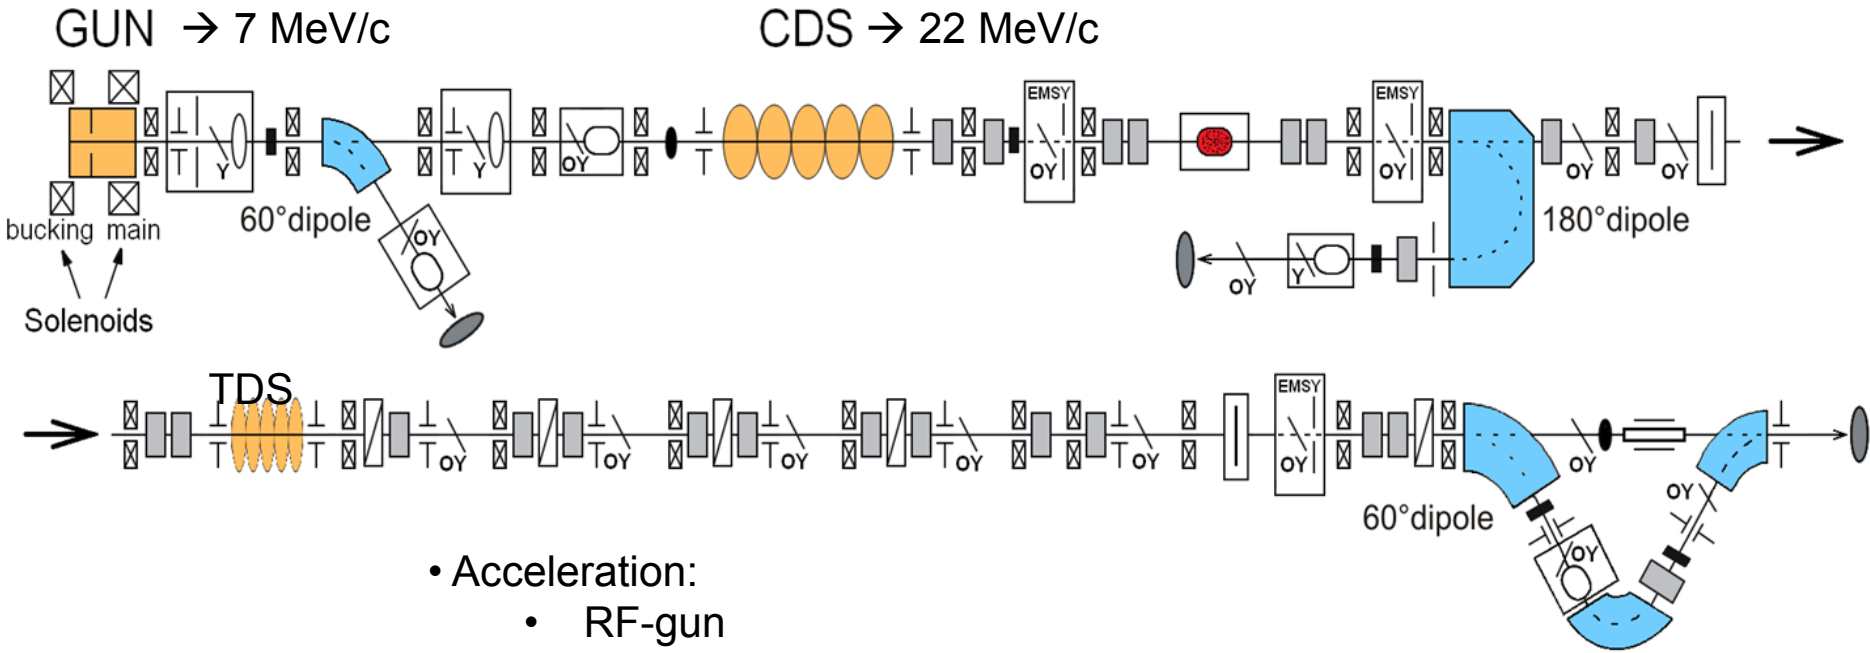 GUN → 7 MeV/c
CDS → 22 MeV/c
EMSY
EMSY
Y
Y
OY
OY
OY
OY
OY
bucking main
60°dipole
OY
180°dipole
Y
OY
Solenoids
TDS
EMSY
OY
OY
OY
OY
OY
OY
OY
OY
OY
60°dipole
OY
• Acceleration:
• RF-gun